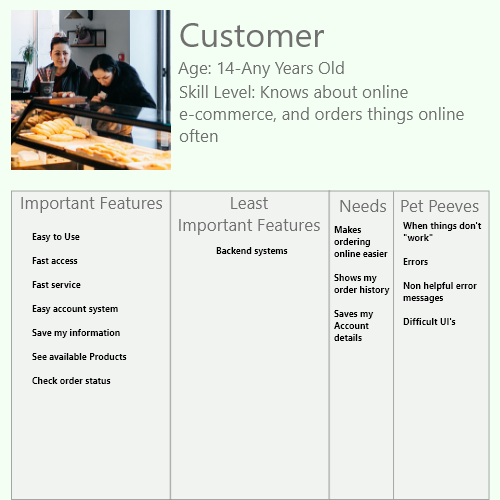 Customer
Age: 14-Any Years Old
Skill Level: Knows about online
e-commerce, and orders things online
often
Important Features
Easy to Use
Fast access
Fast service
Easy account system
Save my information
See available Products
Check order status
Least
Important Features
Backend systems
Needs
Makes
ordering
online easier
Shows my
order history
Saves my
Account
details
Pet Peeves
When things don't
"work"
Errors
Non helpful error
messages
Difficult UI's